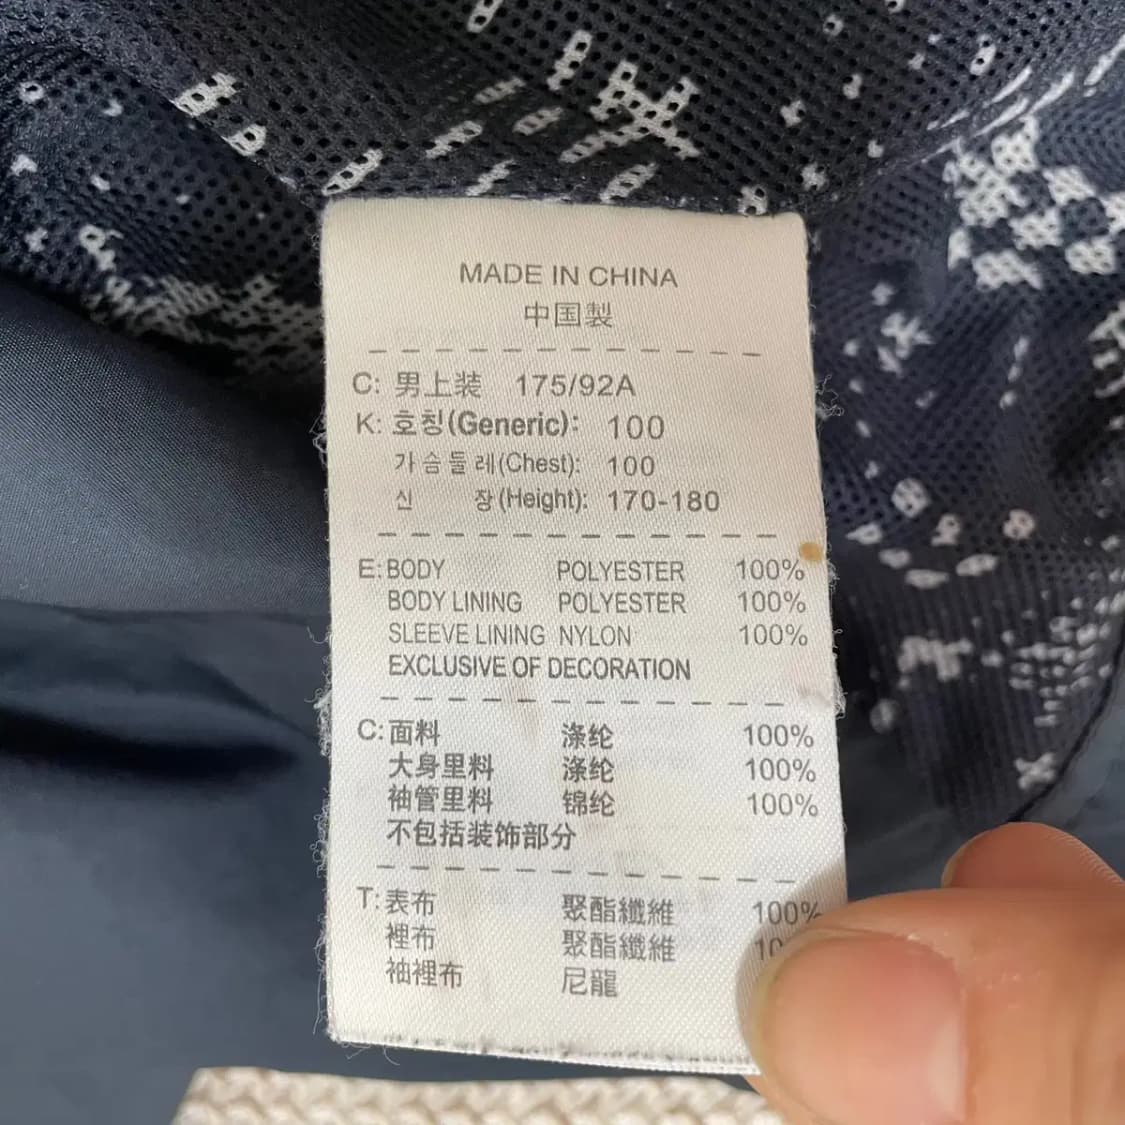 MADE IN CHINA
中国製
C: 男上装 175/92A
K: 호칭(Generic): 100
가슴들레(Chest): 100
신 장(Height): 170-180
E: BODY POLYESTER 100%
BODY LINING POLYESTER 100%
SLEEVE LINING NYLON 100%
EXCLUSIVE OF DECORATION
C: 面料 涤纶 100%
大身里料 涤纶 100%
袖管里料 锦纶 100%
不包括装饰部分
T: 表布 聚酯纖維 100%
裡布 聚酯纖維
袖裡布 尼龍